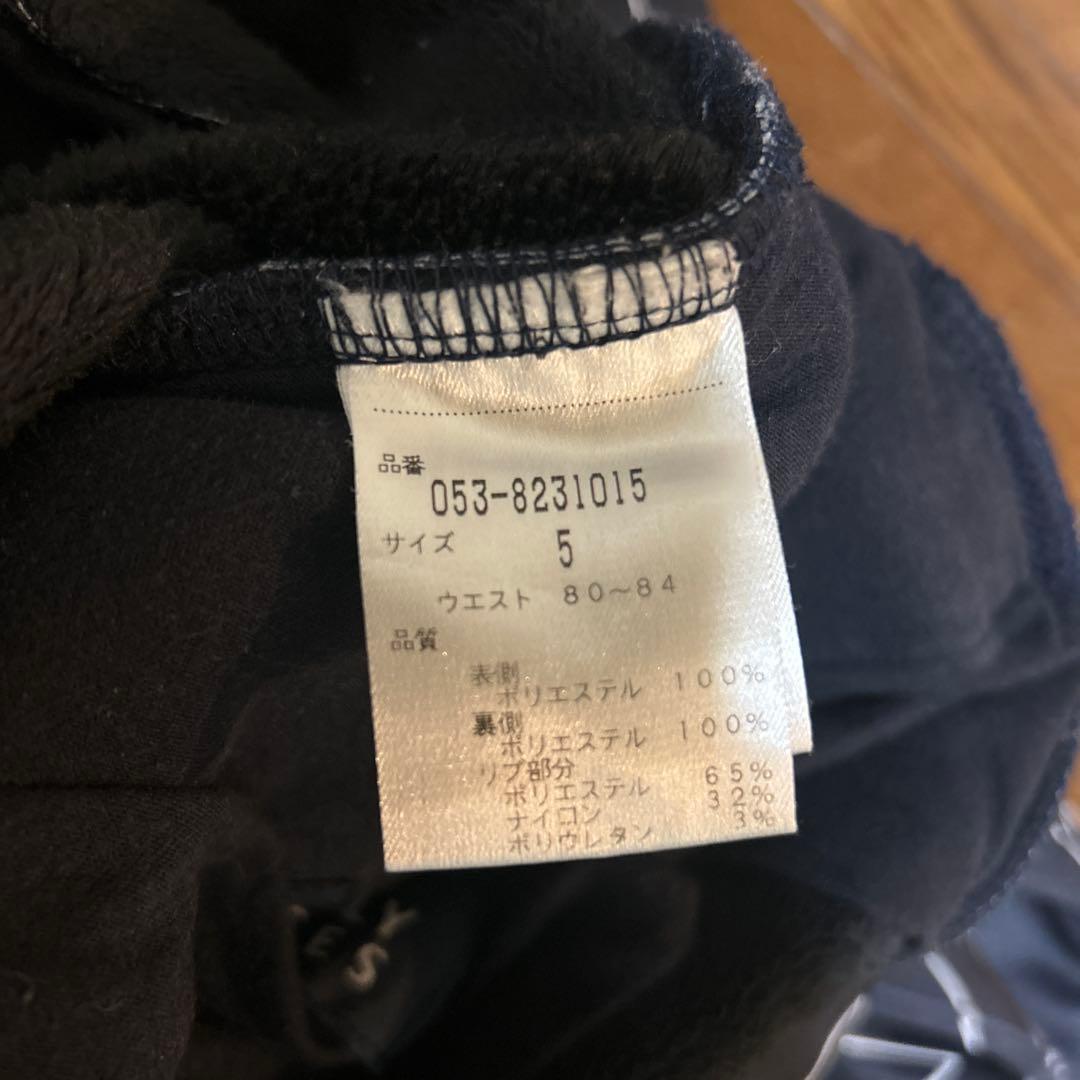 品番
053-8231015
サイズ 5
ウエスト 80~84
品質
表側
ポリエステル 100%
裏側
ポリエステル 100%
リブ部分
ポリエステル 65%
ナイロン 32%
ポリウレタン 3%